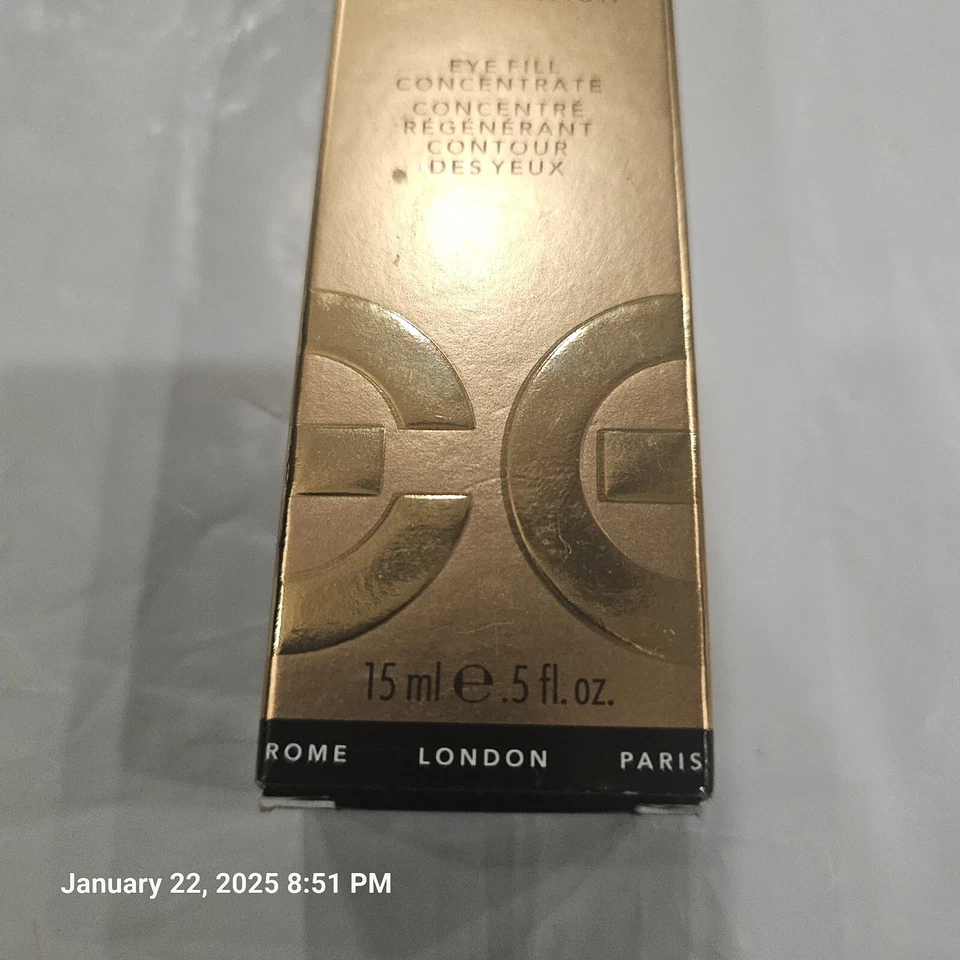 EYE FILL
CONCENTRATE
CONCENTRÉ
RÉGÉNÉRANT
CONTOUR
DES YEUX
15 ml e .5 fl. oz.
ROME LONDON PARIS
January 22, 2025 8:51 PM